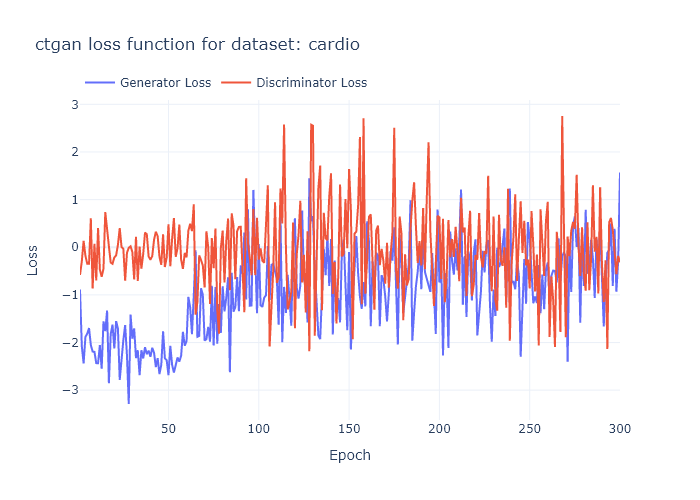 ctgan loss function for dataset: cardio
Generator Loss
Discriminator Loss
3
2
1
0
−1
−2
−3
Loss
50
100
150
200
250
300
Epoch